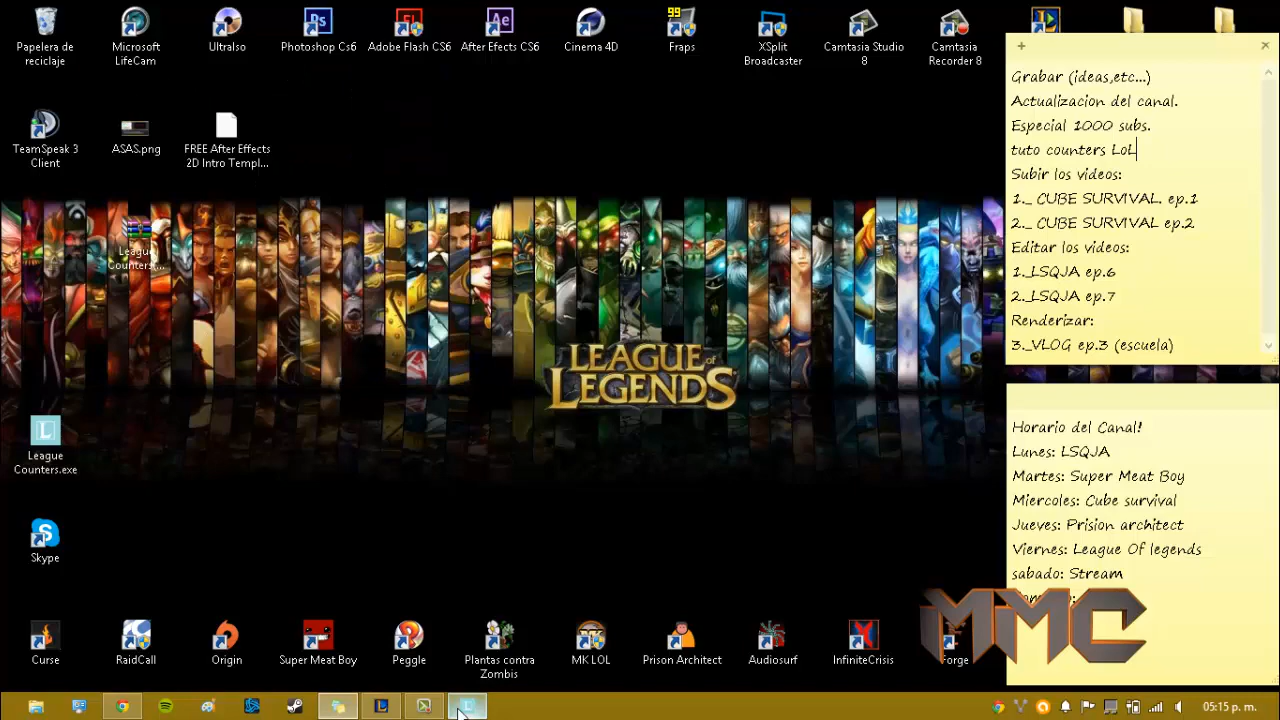 Papelera de
reciclaje
Microsoft
LifeCam
UltraIso
Ps
Photoshop Cs6
Adobe Flash CS6
Ae
After Effects CS6
Cinema 4D
99
Fraps
XSplit
Broadcaster
Camtasia Studio
8
Camtasia
Recorder 8
TeamSpeak 3
Client
ASAS.png
FREE After Effects
2D Intro Templ...
League
Counters...
LEAGUE of
LEGENDS
L
League
Counters.exe
Skype
Curse
RaidCall
Origin
Super Meat Boy
Peggle
Plantas contra
Zombis
MK LOL
Prison Architect
Audiosurf
InfiniteCrisis
Forge
+
×
Grabar (ideas,etc...)
Actualizacion del canal.
Especial 1000 subs.
tuto counters LoL
Subir los videos:
1._ CUBE SURVIVAL. ep.1
2._ CUBE SURVIVAL ep.2
Editar los videos:
1._LSQJA ep.6
2._LSQJA ep.7
Renderizar:
3._VLOG ep.3 (escuela)
Horario del Canal!
Lunes: LSQJA
Martes: Super Meat Boy
Miercoles: Cube survival
Jueves: Prision architect
Viernes: League Of legends
sabado: Stream
MMC
05:15 p. m.